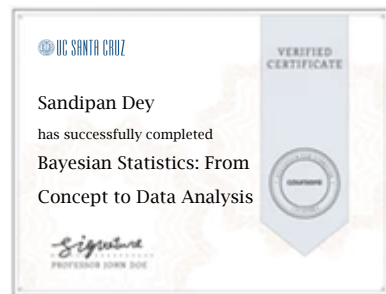 UC SANTA CRUZ
VERIFIED
CERTIFICATE
Sandipan Dey
has successfully completed
Bayesian Statistics: From
Concept to Data Analysis
coursera
Signature
PROFESSOR JOHN DOE